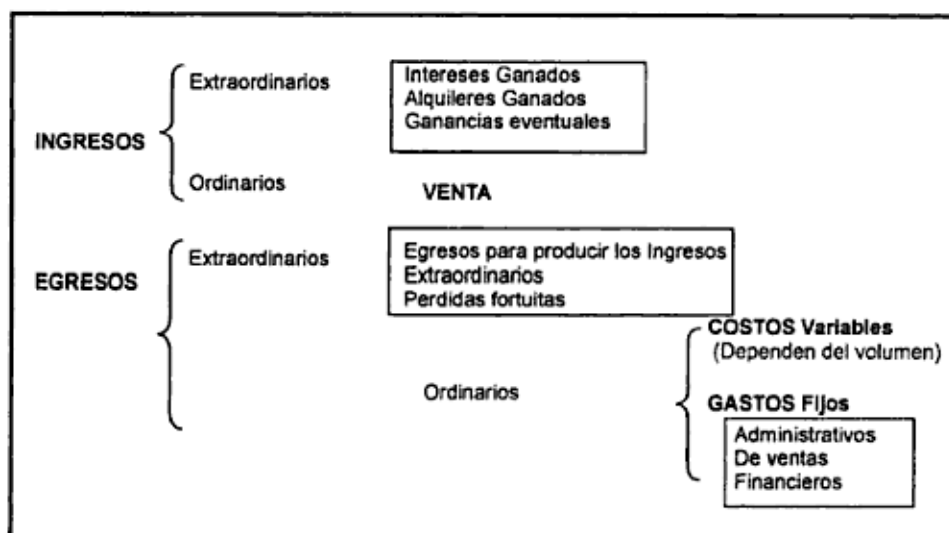 Extraordinarios
Intereses Ganados
Alquileres Ganados
Ganancias eventuales
INGRESOS
Ordinarios
VENTA
Extraordinarios
Egresos para producir los Ingresos
Extraordinarios
Perdidas fortuitas
EGRESOS
COSTOS Variables
(Dependen del volumen)
Ordinarios
GASTOS Fijos
Administrativos
De ventas
Financieros